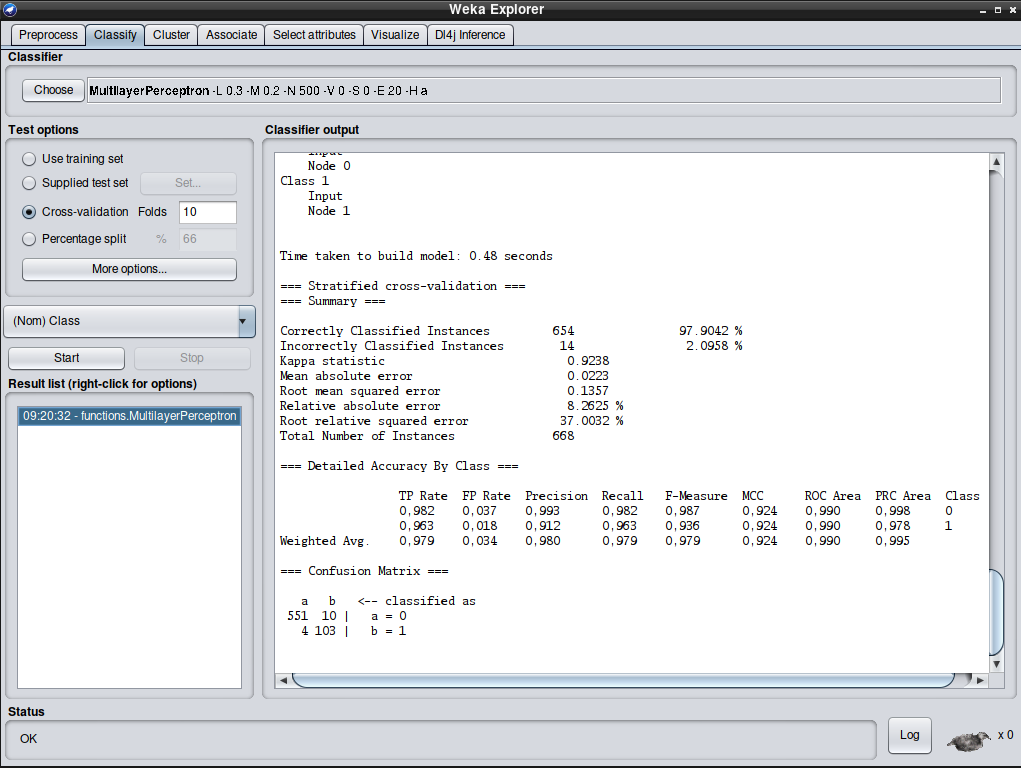 Weka Explorer
Preprocess Classify Cluster Associate Select attributes Visualize Dl4j Inference
Classifier
Choose MultilayerPerceptron -L 0.3 -M 0.2 -N 500 -V 0 -S 0 -E 20 -H a
Test options
Use training set
Supplied test set Set...
Cross-validation Folds 10
Percentage split % 66
More options...
(Nom) Class
Start Stop
Result list (right-click for options)
09:20:32 - functions.MultilayerPerceptron
Classifier output
Input
Node 0
Class 1
Input
Node 1
Time taken to build model: 0.48 seconds
=== Stratified cross-validation ===
=== Summary ===
Correctly Classified Instances 654 97.9042 %
Incorrectly Classified Instances 14 2.0958 %
Kappa statistic 0.9238
Mean absolute error 0.0223
Root mean squared error 0.1357
Relative absolute error 8.2625 %
Root relative squared error 37.0032 %
Total Number of Instances 668
=== Detailed Accuracy By Class ===
TP Rate FP Rate Precision Recall F-Measure MCC ROC Area PRC Area Class
0,982 0,037 0,993 0,982 0,987 0,924 0,990 0,998 0
0,963 0,018 0,912 0,963 0,936 0,924 0,990 0,978 1
Weighted Avg. 0,979 0,034 0,980 0,979 0,979 0,924 0,990 0,995
=== Confusion Matrix ===
a b <-- classified as
551 10 | a = 0
4 103 | b = 1
Status
OK
Log
x 0